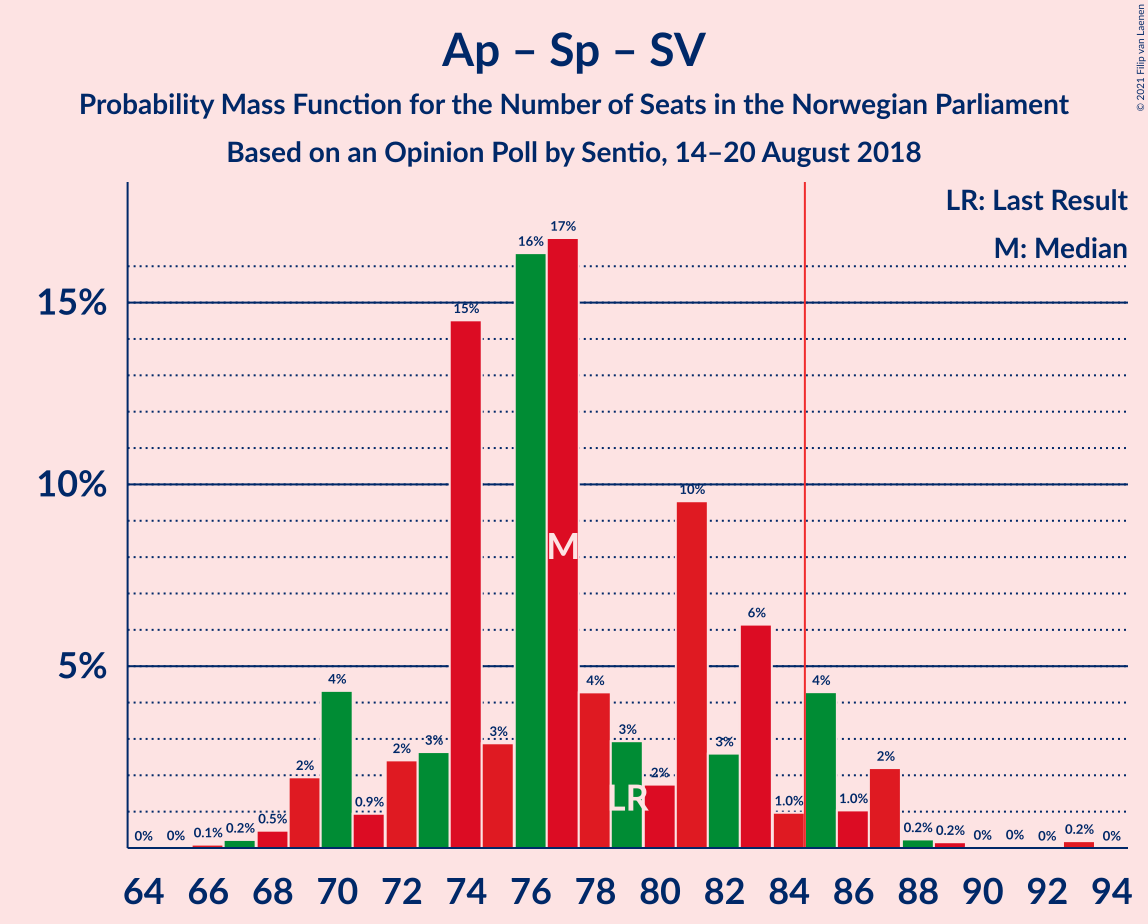 Ap – Sp – SV
Probability Mass Function for the Number of Seats in the Norwegian Parliament
Based on an Opinion Poll by Sentio, 14–20 August 2018
© 2021 Filip van Laenen
LR: Last Result
M: Median
15%
10%
5%
0% 0% 0.1% 0.2% 0.5% 2% 4% 0.9% 2% 3% 15% 3% 16% 17% 4% 3% 2% 10% 3% 6% 1.0% 4% 1.0% 2% 0.2% 0.2% 0% 0% 0% 0.2% 0%
M
LR
64 66 68 70 72 74 76 78 80 82 84 86 88 90 92 94